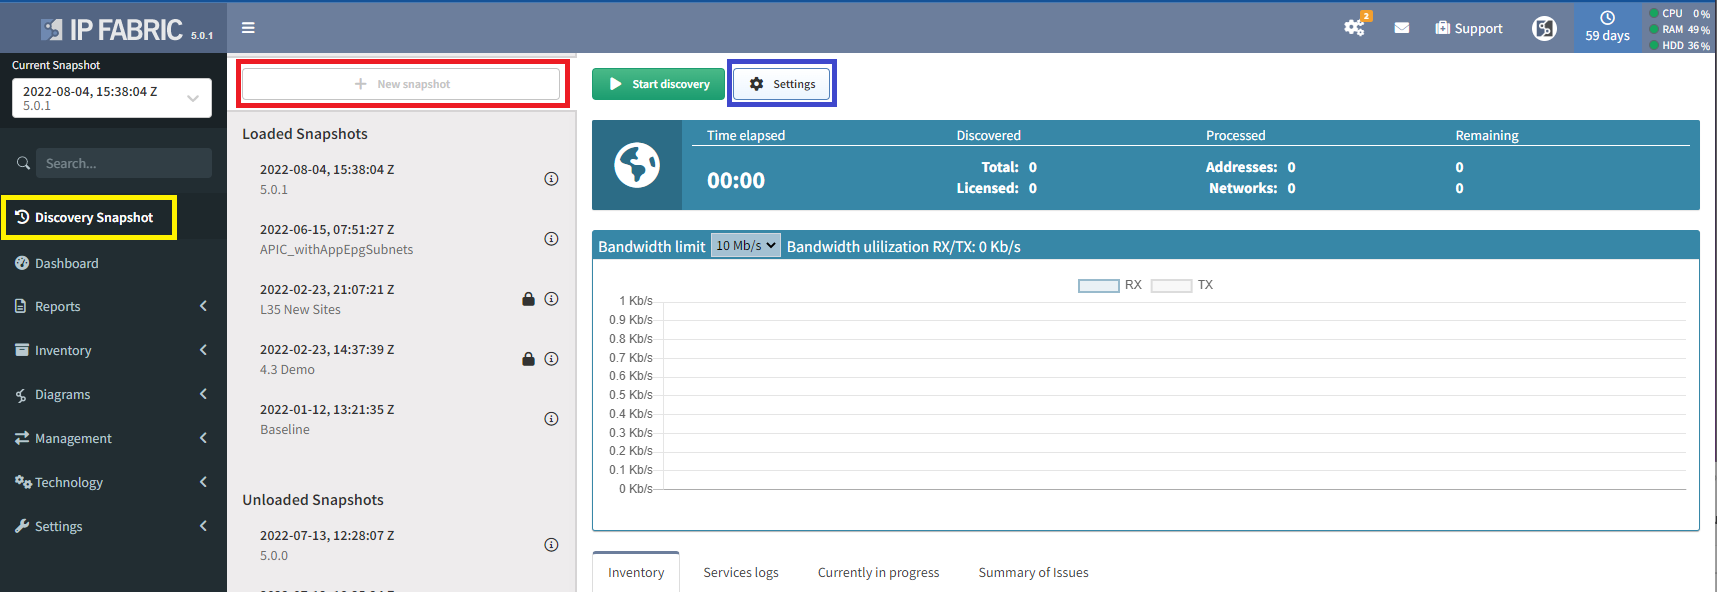 IP FABRIC 5.0.1
2
Support
59 days
CPU 0 %
RAM 49 %
HDD 36 %
Current Snapshot
2022-08-04, 15:38:04 Z
5.0.1
Search...
Discovery Snapshot
Dashboard
Reports
Inventory
Diagrams
Management
Technology
Settings
New snapshot
Loaded Snapshots
2022-08-04, 15:38:04 Z
5.0.1
2022-06-15, 07:51:27 Z
APIC_withAppEpgSubnets
2022-02-23, 21:07:21 Z
L35 New Sites
2022-02-23, 14:37:39 Z
4.3 Demo
2022-01-12, 13:21:35 Z
Baseline
Unloaded Snapshots
2022-07-13, 12:28:07 Z
5.0.0
Start discovery
Settings
Time elapsed Discovered Processed Remaining
00:00
Total: 0 Addresses: 0 0
Licensed: 0 Networks: 0 0
Bandwidth limit 10 Mb/s Bandwidth ulilization RX/TX: 0 Kb/s
RX TX
1 Kb/s
0.9 Kb/s
0.8 Kb/s
0.7 Kb/s
0.6 Kb/s
0.5 Kb/s
0.4 Kb/s
0.3 Kb/s
0.2 Kb/s
0.1 Kb/s
0 Kb/s
Inventory Services logs Currently in progress Summary of Issues